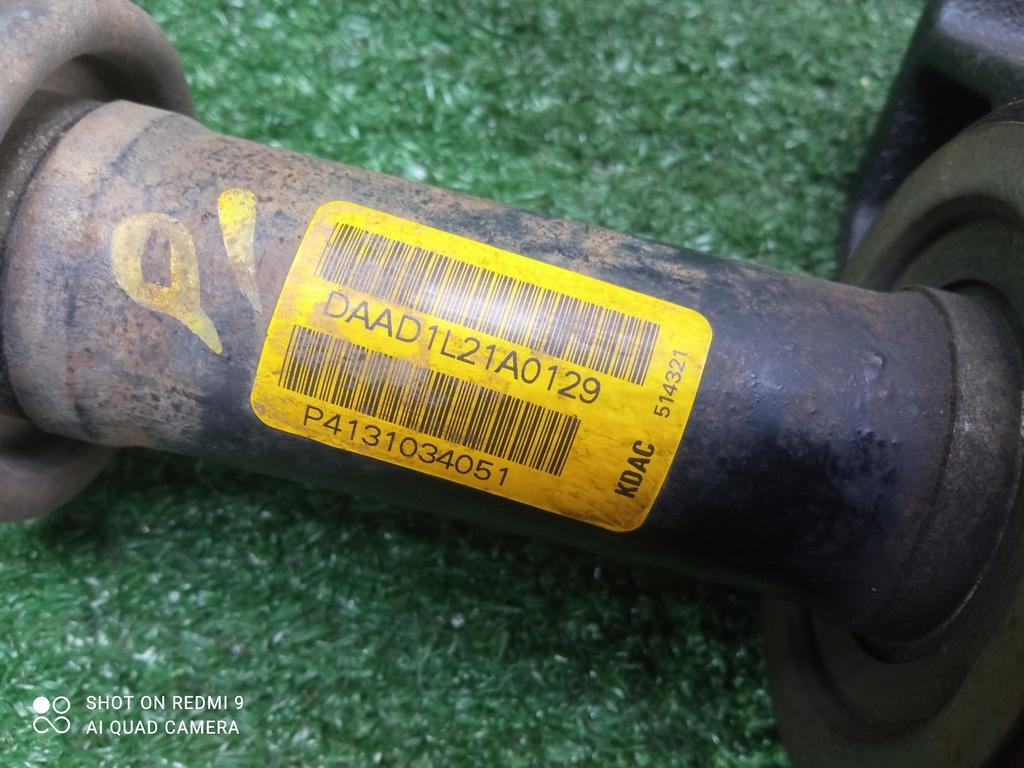 DAAD1L21A0129
P4131034051
514321
KDAC
SHOT ON REDMI 9
AI QUAD CAMERA